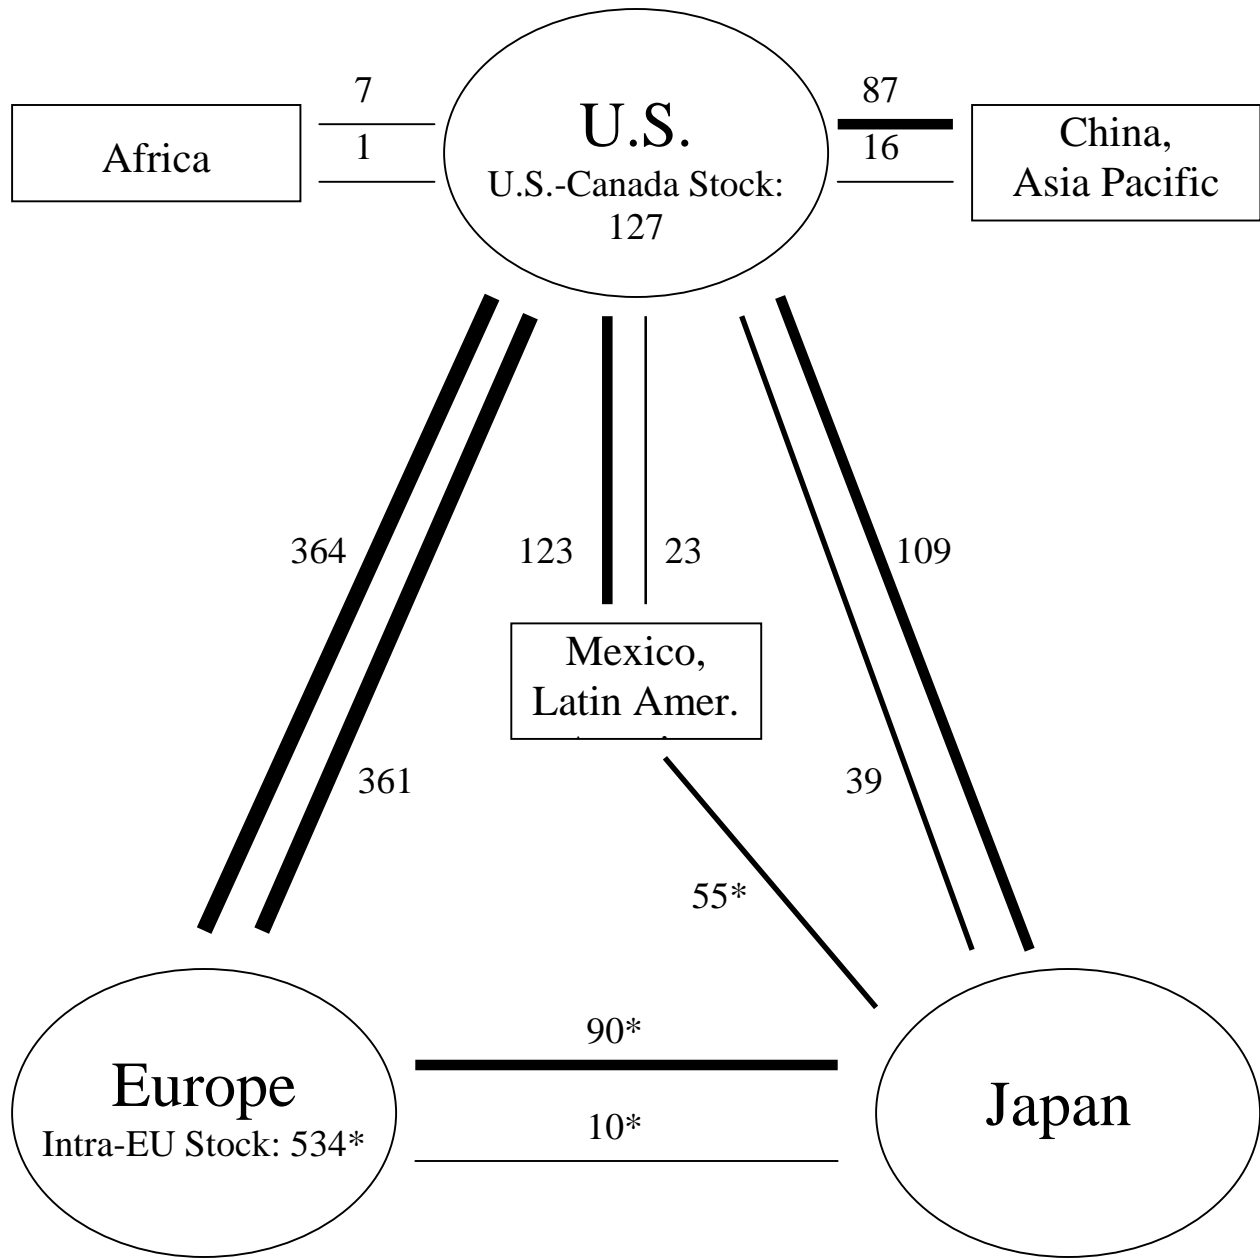 7
87
1
16
Africa
U.S.
U.S.-Canada Stock:
127
China,
Asia Pacific
364
123
23
109
Mexico,
Latin Amer.
361
39
55*
90*
Europe
Intra-EU Stock: 534*
10*
Japan